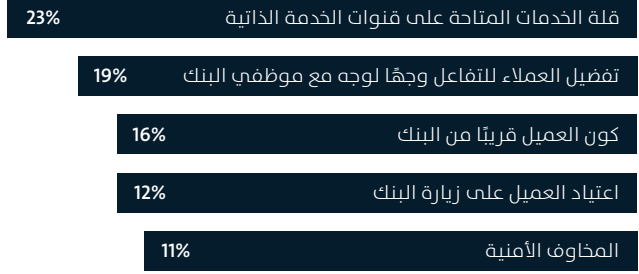 قلة الخدمات المتاحة على قنوات الخدمة الذاتية 23%
تفضيل العملاء للتفاعل وجهًا لوجه مع موظفي البنك 19%
كون العميل قريبًا من البنك 16%
اعتياد العميل على زيارة البنك 12%
المخاوف الأمنية 11%